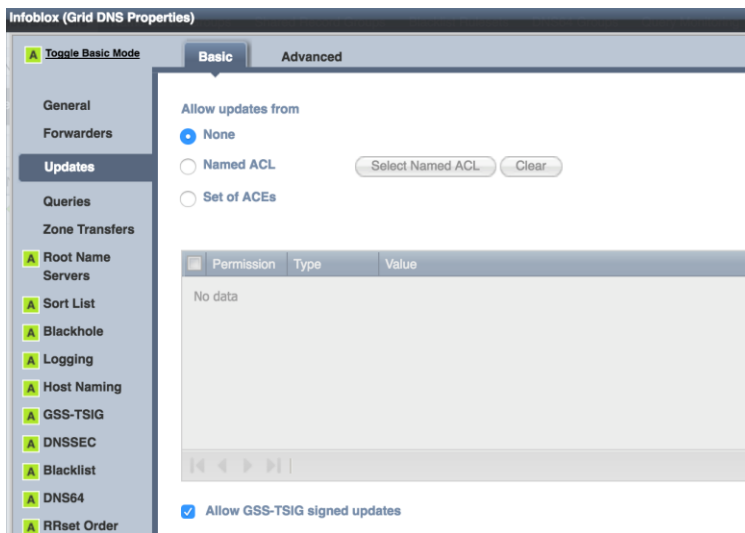 Infoblox (Grid DNS Properties)
A Toggle Basic Mode
Basic
Advanced
General
Forwarders
Updates
Queries
Zone Transfers
A Root Name
Servers
A Sort List
A Blackhole
A Logging
A Host Naming
A GSS-TSIG
A DNSSEC
A Blacklist
A DNS64
A RRset Order
Allow updates from
None
Named ACL
Select Named ACL
Clear
Set of ACEs
Permission
Type
Value
No data
Allow GSS-TSIG signed updates